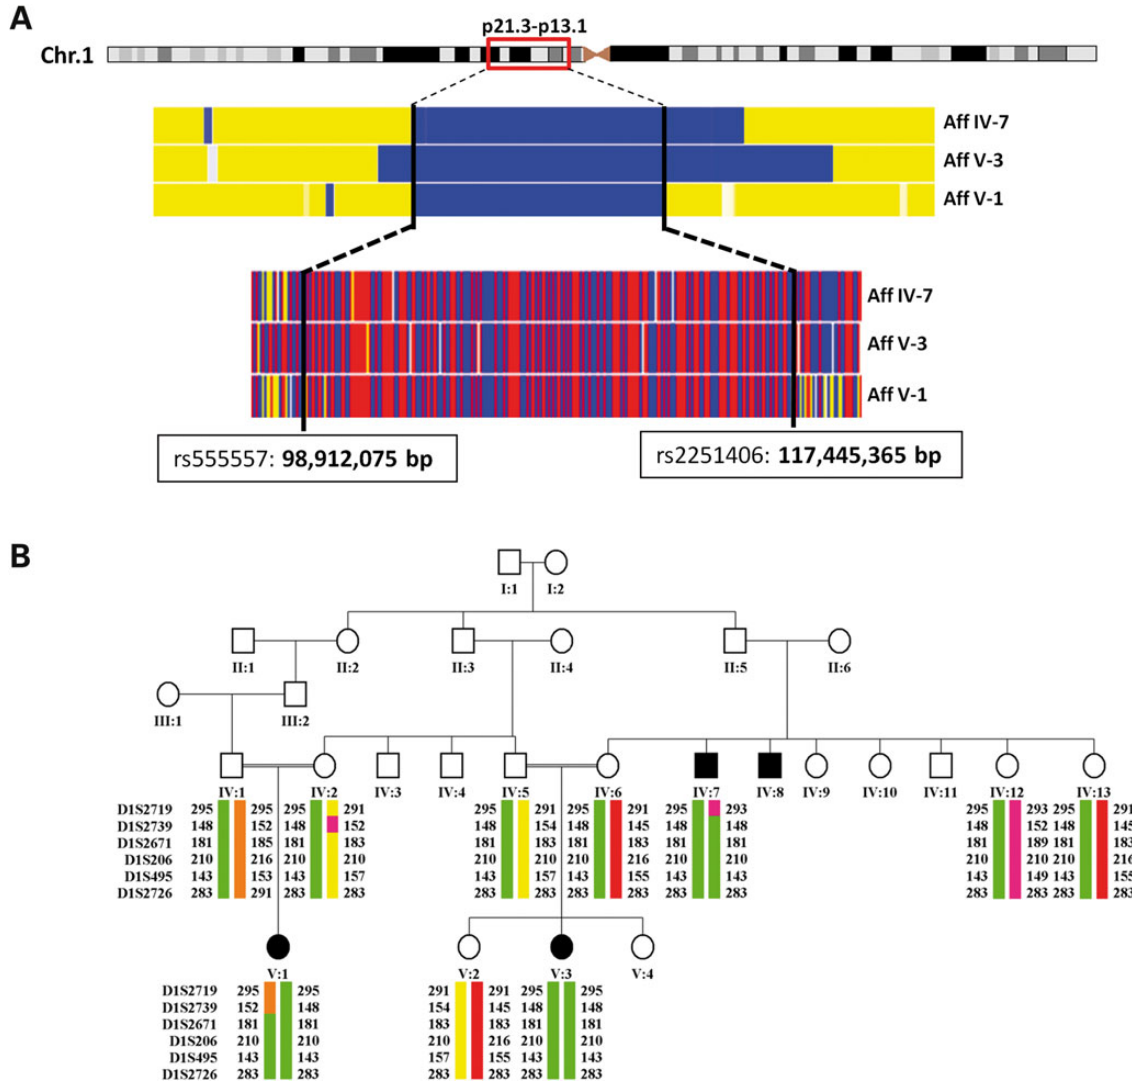 A
p21.3-p13.1
Chr.1
Aff IV-7
Aff V-3
Aff V-1
Aff IV-7
Aff V-3
Aff V-1
rs555557: 98,912,075 bp
rs2251406: 117,445,365 bp
B
I:1 I:2
II:1 II:2 II:3 II:4 II:5 II:6
III:1 III:2
IV:1 IV:2 IV:3 IV:4 IV:5 IV:6 IV:7 IV:8 IV:9 IV:10 IV:11 IV:12 IV:13
D1S2719 295 295 295 291 295 291 295 291 295 293 295 293 295 291
D1S2739 148 152 148 152 148 154 148 145 148 148 148 152 148 145
D1S2671 181 185 181 183 181 183 181 183 181 181 181 189 181 183
D1S206 210 216 210 210 210 210 210 216 210 210 210 210 210 216
D1S495 143 153 143 157 143 157 143 155 143 143 143 149 143 155
D1S2726 283 291 283 283 283 283 283 283 283 283 283 283 283 283
V:1 V:2 V:3 V:4
D1S2719 295 295 291 291 295 295
D1S2739 152 148 154 145 148 148
D1S2671 181 181 183 183 181 181
D1S206 210 210 210 216 210 210
D1S495 143 143 157 155 143 143
D1S2726 283 283 283 283 283 283